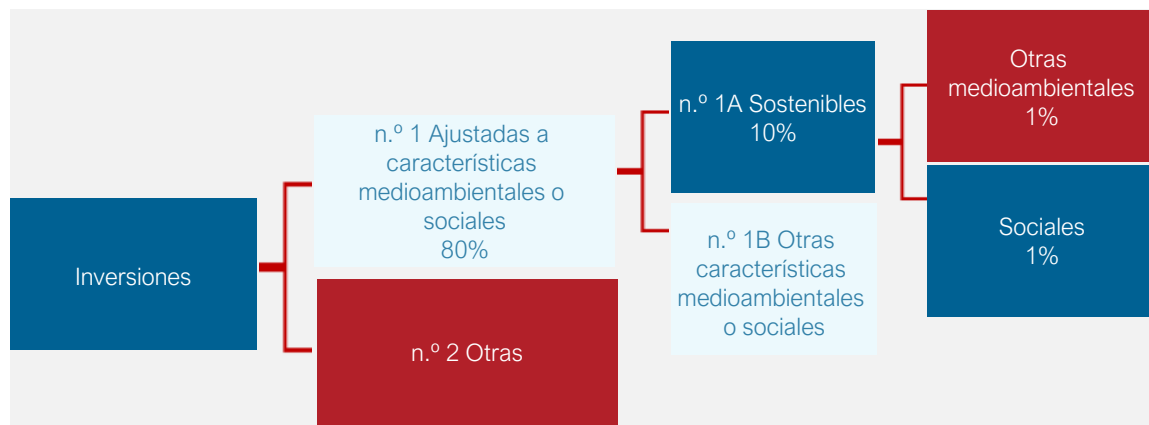 Inversiones
n.º 1 Ajustadas a
características
medioambientales o
sociales
80%
n.º 2 Otras
n.º 1A Sostenibles
10%
n.º 1B Otras
características
medioambientales
o sociales
Otras
medioambientales
1%
Sociales
1%